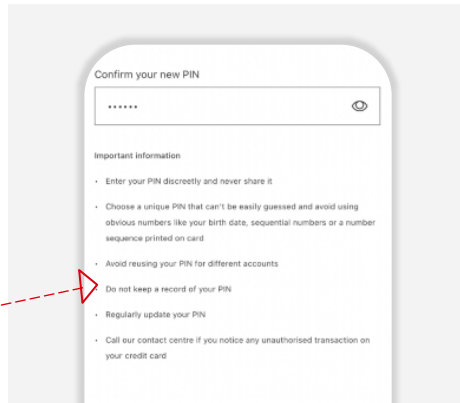 Confirm your new PIN
••••••
Important information
• Enter your PIN discreetly and never share it
• Choose a unique PIN that can't be easily guessed and avoid using
obvious numbers like your birth date, sequential numbers or a number
sequence printed on card
• Avoid reusing your PIN for different accounts
• Do not keep a record of your PIN
• Regularly update your PIN
• Call our contact centre if you notice any unauthorised transaction on
your credit card